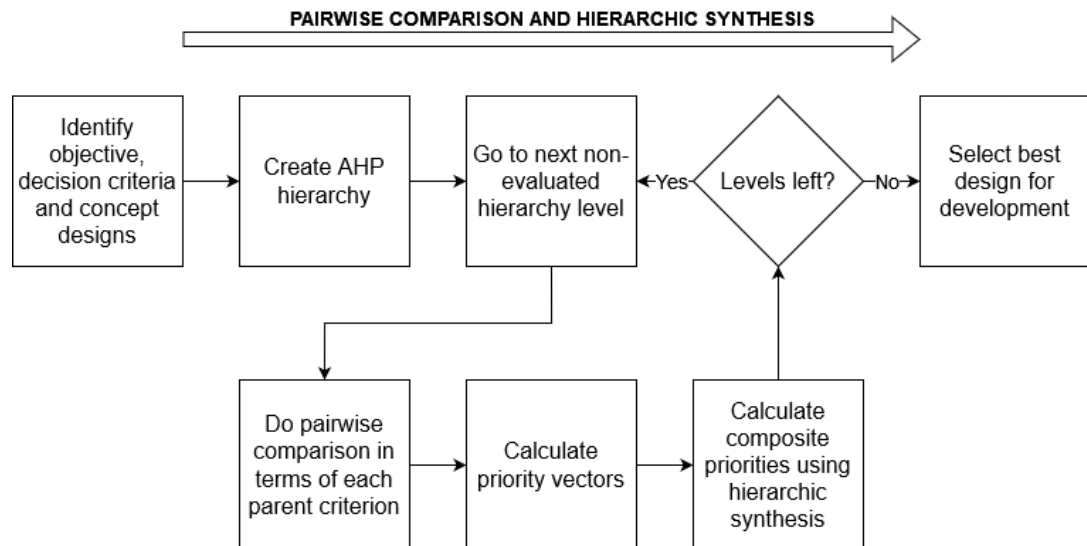 PAIRWISE COMPARISON AND HIERARCHIC SYNTHESIS
Identify
objective,
decision criteria
and concept
designs
Create AHP
hierarchy
Go to next non-
evaluated
hierarchy level
Yes
Levels left?
No
Select best
design for
development
Do pairwise
comparison in
terms of each
parent criterion
Calculate
priority vectors
Calculate
composite
priorities using
hierarchic
synthesis